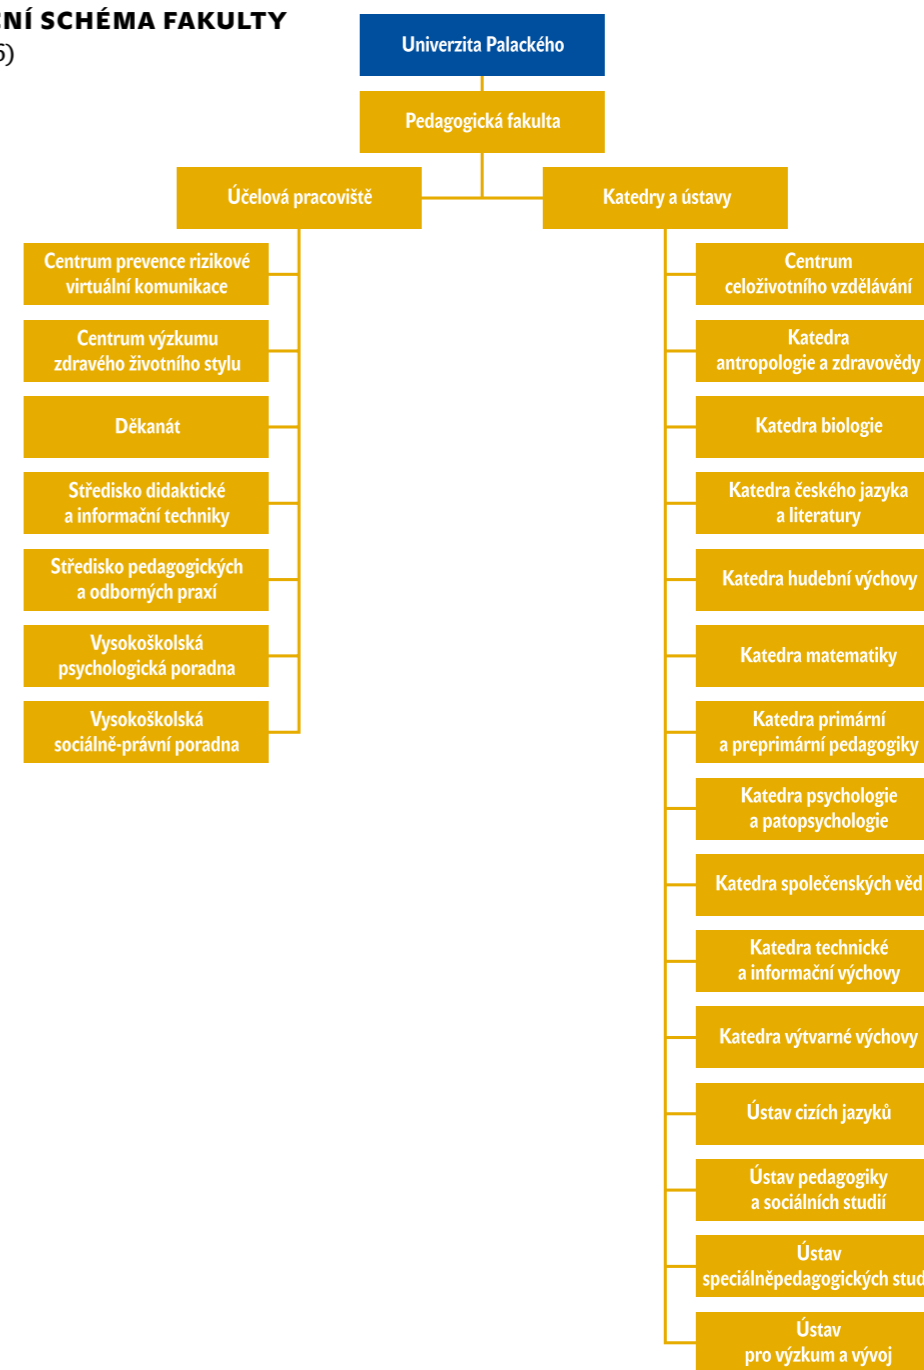 SCHÉMA FAKULTY
Univerzita Palackého
Pedagogická fakulta
Účelová pracoviště
Katedry a ústavy
Centrum prevence rizikové
virtuální komunikace
Centrum výzkumu
zdravého životního stylu
Děkanát
Středisko didaktické
a informační techniky
Středisko pedagogických
a odborných praxí
Vysokoškolská
psychologická poradna
Vysokoškolská
sociálně-právní poradna
Centrum
celoživotního vzdělávání
Katedra
antropologie a zdravovědy
Katedra biologie
Katedra českého jazyka
a literatury
Katedra hudební výchovy
Katedra matematiky
Katedra primární
a preprimární pedagogiky
Katedra psychologie
a patopsychologie
Katedra společenských věd
Katedra technické
a informační výchovy
Katedra výtvarné výchovy
Ústav cizích jazyků
Ústav pedagogiky
a sociálních studií
Ústav
speciálněpedagogických
Ústav
pro výzkum a vývoj